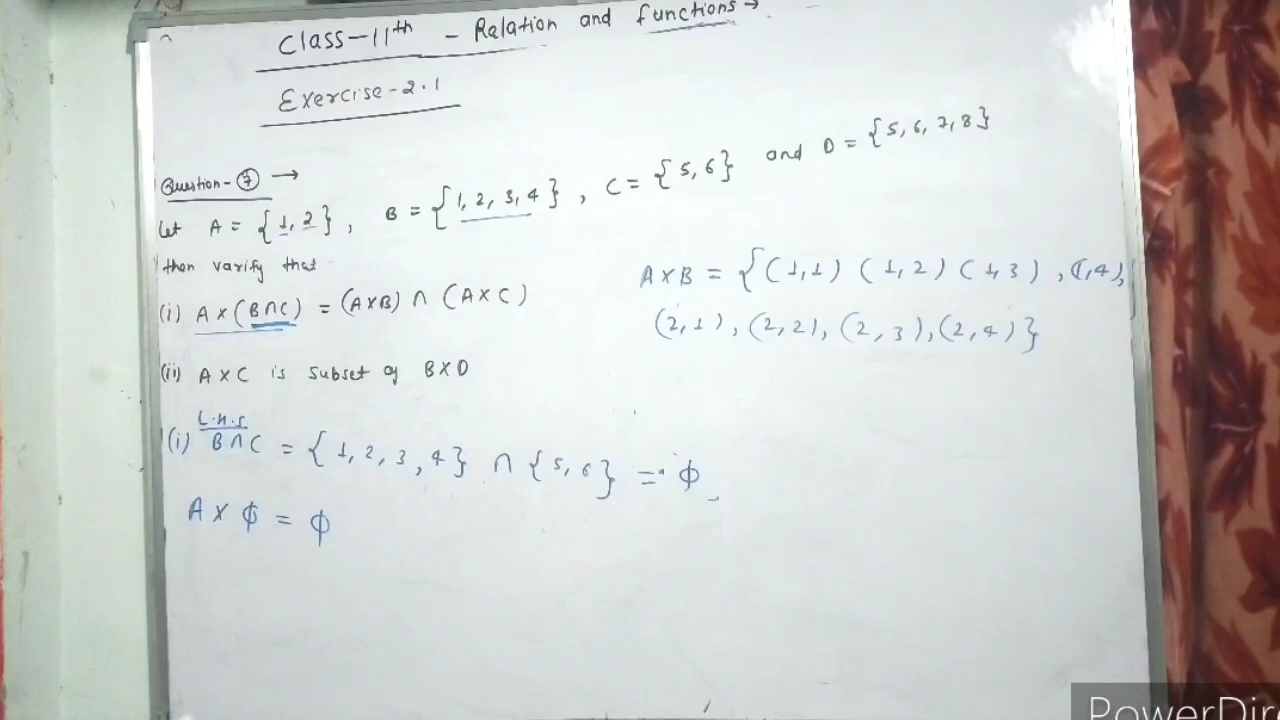 Class-11th - Relation and functions →
Exercise-2.1
Question-⑦ →
Let A = {1, 2}, B = {1, 2, 3, 4}, C = {5, 6} and D = {5, 6, 7, 8}
then varify that
(i) A×(B∩C) = (A×B) ∩ (A×C)
(ii) A×C is subset of B×D
A×B = {(1,1) (1,2) (1,3), (1,4),
(2,1), (2,2), (2,3), (2,4)}
L.H.S
(i) B∩C = {1, 2, 3, 4} ∩ {5, 6} = ϕ
A × ϕ = ϕ
PowerDir